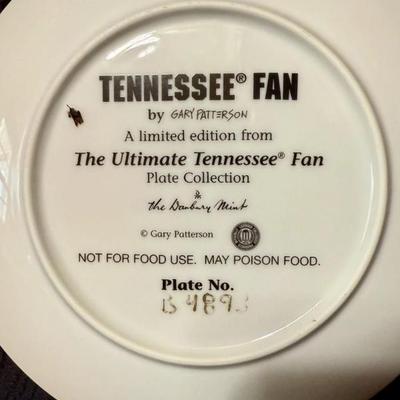 TENNESSEE® FAN
by GARY PATTERSON
A limited edition from
The Ultimate Tennessee® Fan
Plate Collection
the Danbury Mint
© Gary Patterson
NOT FOR FOOD USE. MAY POISON FOOD.
Plate No.
B4893